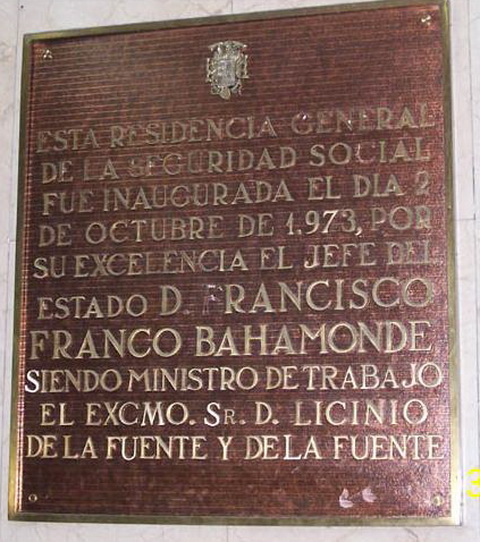 ESTA RESIDENCIA GENERAL
DE LA SEGURIDAD SOCIAL
FUE INAUGURADA EL DIA 2
DE OCTUBRE DE 1.973, POR
SU EXCELENCIA EL JEFE DEL
ESTADO D. FRANCISCO
FRANCO BAHAMONDE
SIENDO MINISTRO DE TRABAJO
EL EXCMO. SR. D. LICINIO
DE LA FUENTE Y DE LA FUENTE